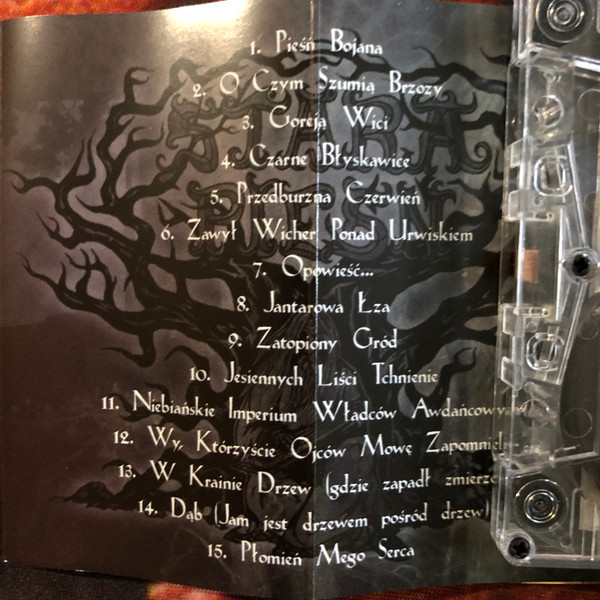 STARA
PIEŚŃ
1. Pieśń Bojana
2. O Czym Szumią Brzozy
3. Goreją Wici
4. Czarne Błyskawice
5. Przedburzna Czerwień
6. Zawył Wicher Ponad Urwiskiem
7. Opowieść...
8. Jantarowa Łza
9. Zatopiony Gród
10. Jesiennych Liści Tchnienie
11. Niebiańskie Imperium Władców
12. Wy, Którzyście Ojców Mowę
13. W Krainie Drzew (gdzie zapadł
14. Dąb (Jam jest drzewem pośród drzew)
15. Płomień Mego Serca